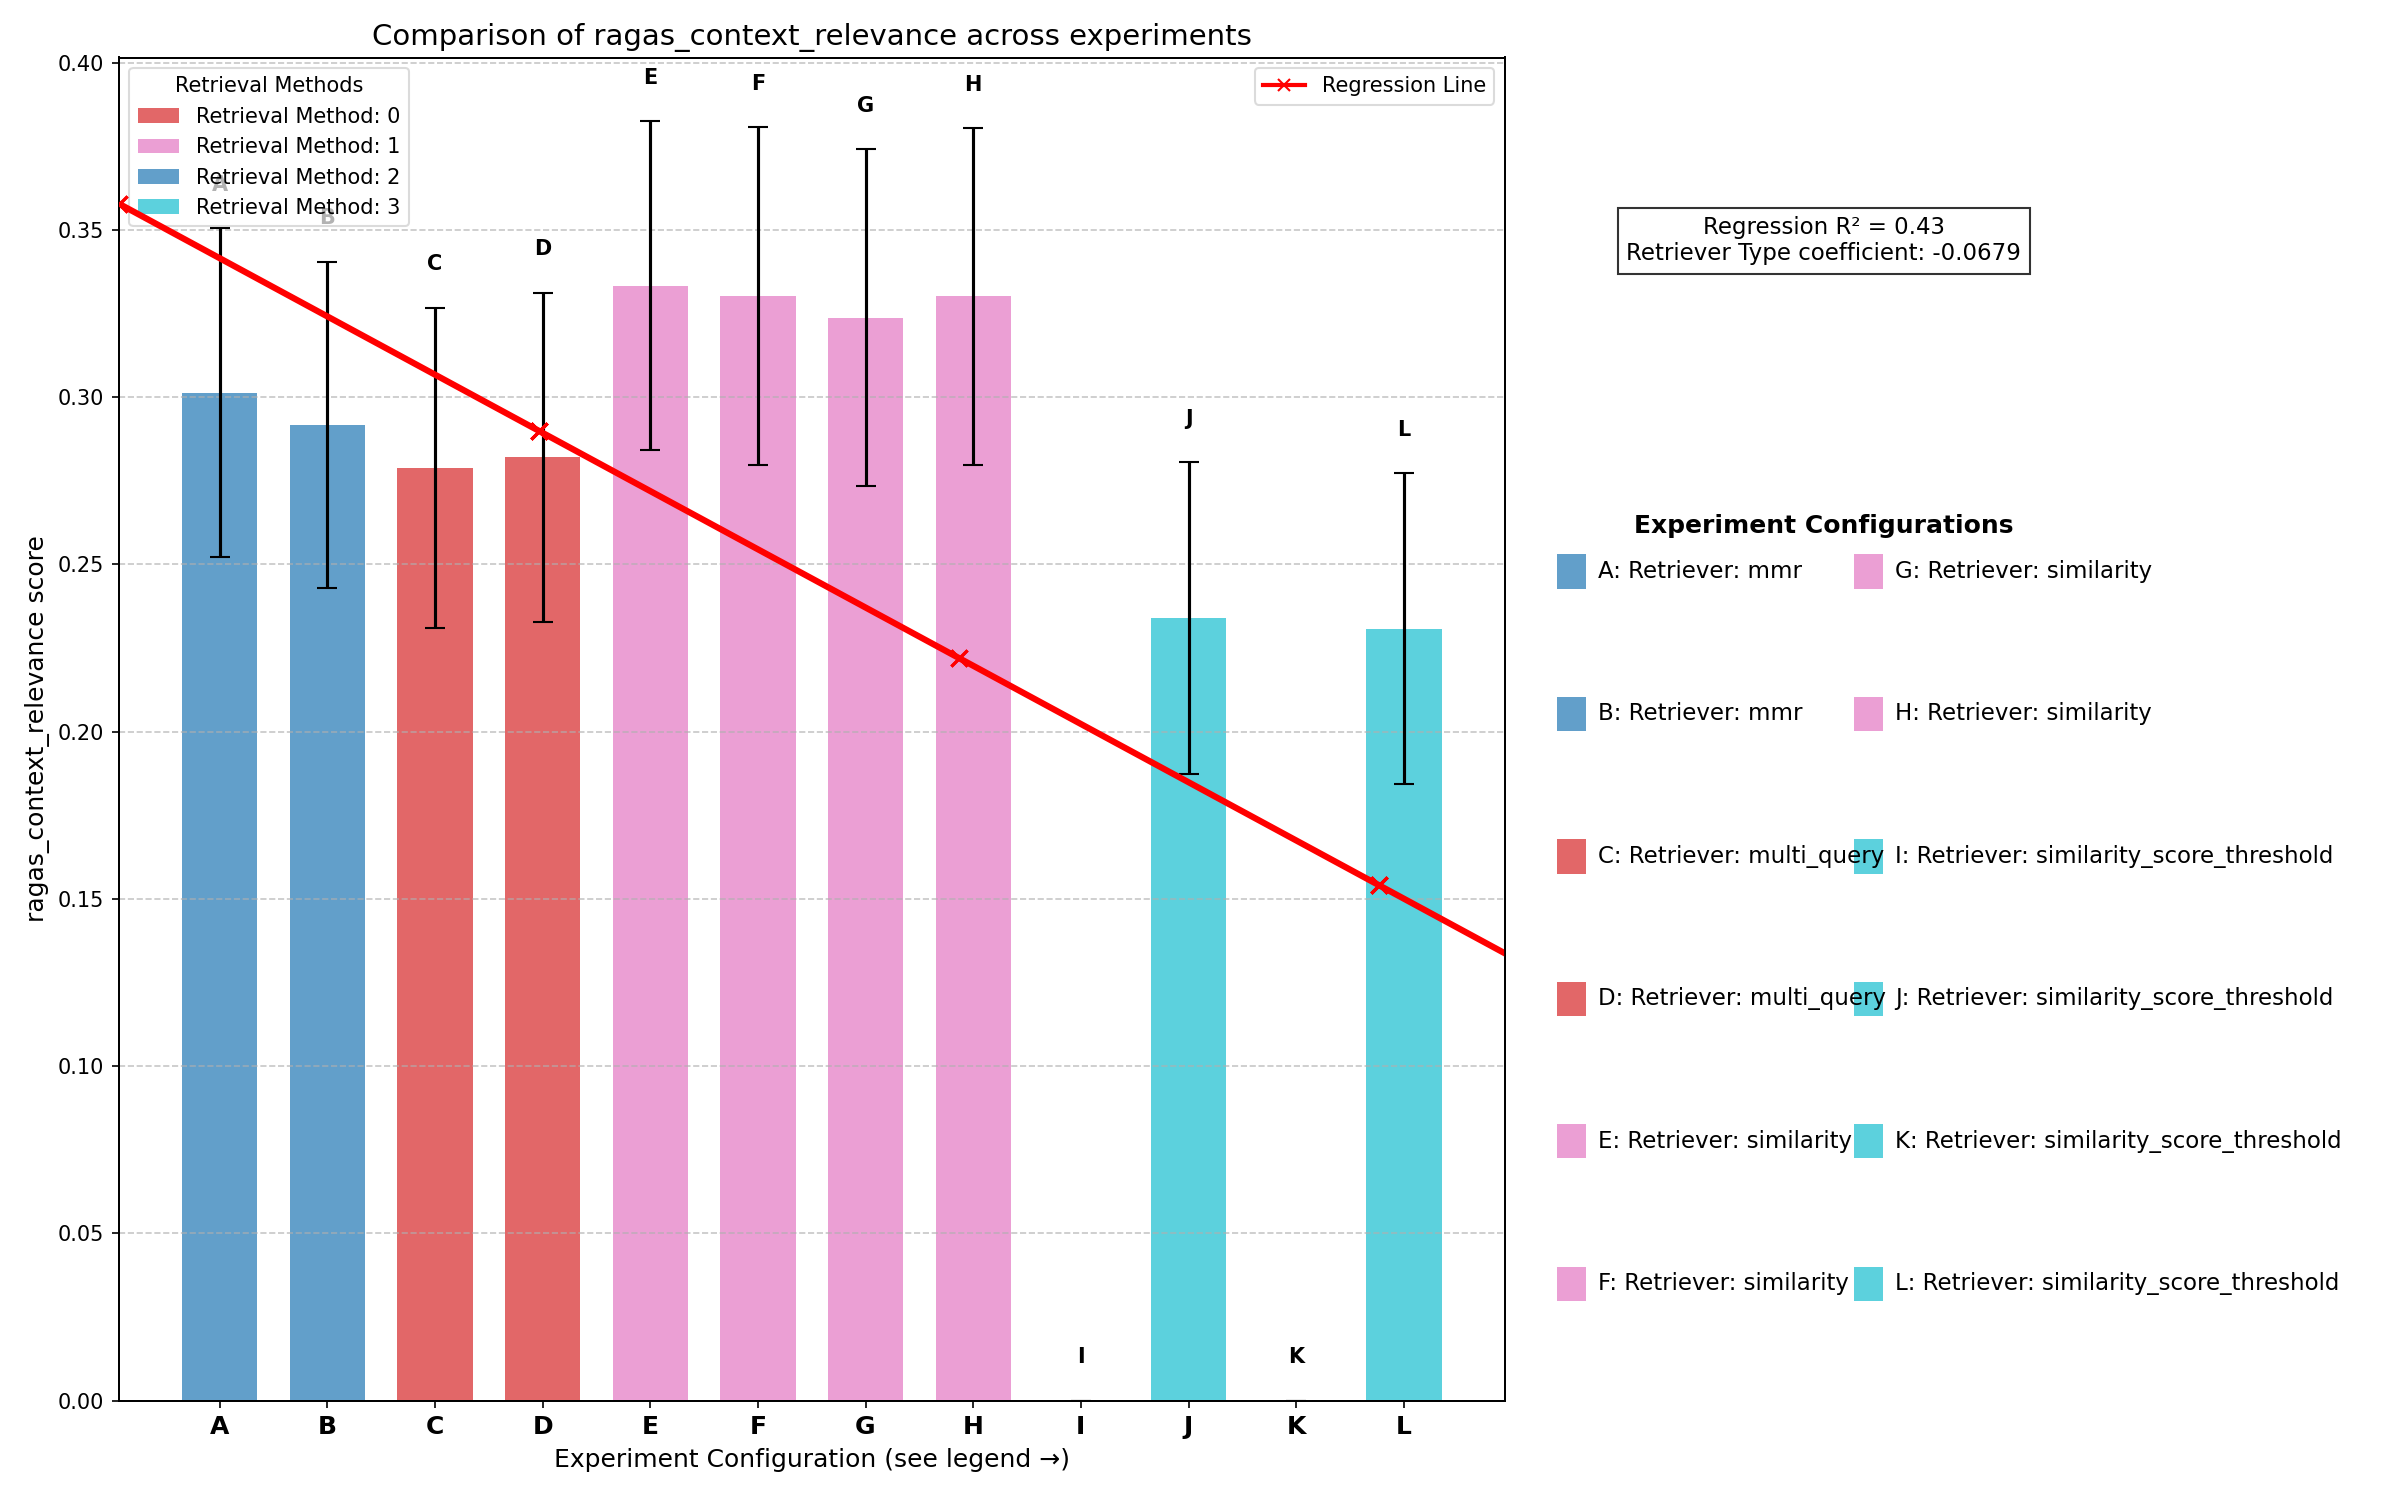 Comparison of ragas_context_relevance across experiments
Retrieval Methods
Retrieval Method: 0
Retrieval Method: 1
Retrieval Method: 2
Retrieval Method: 3
Regression Line
A
B
C
D
E
F
G
H
I
J
K
L
0.40
0.35
0.30
0.25
0.20
0.15
0.10
0.05
0.00
ragas_context_relevance score
A B C D E F G H I J K L
Experiment Configuration (see legend →)
Regression R² = 0.43
Retriever Type coefficient: -0.0679
Experiment Configurations
A: Retriever: mmr
B: Retriever: mmr
C: Retriever: multi_query
D: Retriever: multi_query
E: Retriever: similarity
F: Retriever: similarity
G: Retriever: similarity
H: Retriever: similarity
I: Retriever: similarity_score_threshold
J: Retriever: similarity_score_threshold
K: Retriever: similarity_score_threshold
L: Retriever: similarity_score_threshold